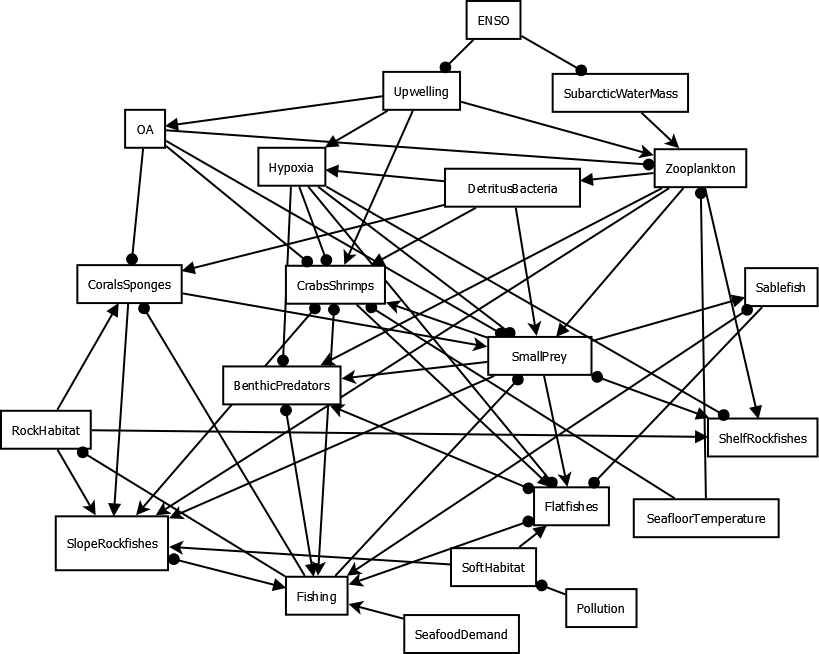 ENSO
Upwelling
SubarcticWaterMass
OA
Hypoxia
Zooplankton
DetritusBacteria
CoralsSponges
CrabsShrimps
Sablefish
SmallPrey
BenthicPredators
RockHabitat
ShelfRockfishes
Flatfishes
SeafloorTemperature
SlopeRockfishes
SoftHabitat
Fishing
Pollution
SeafoodDemand